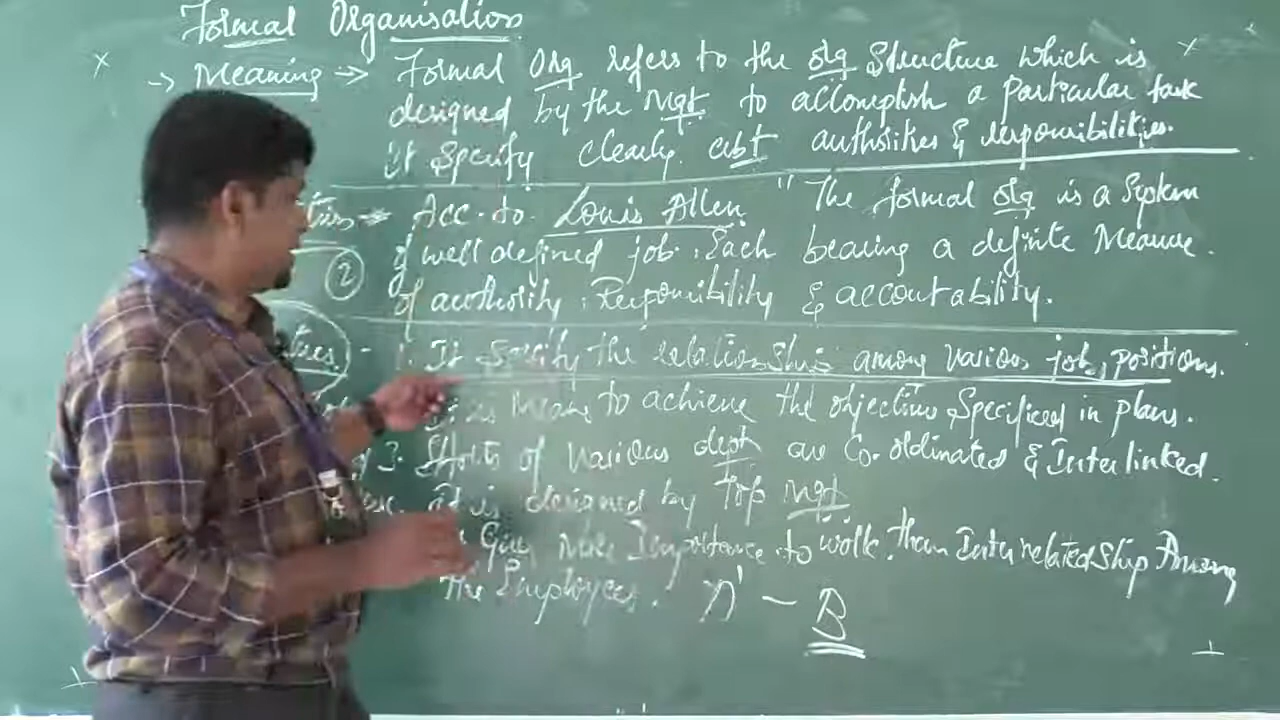 Formal Organisation
→ Meaning → Formal Org refers to the org Structure which is
designed by the Mgt to accomplish a particular task
it specify clearly abt authorities & responsibilities.
Acc. to Louis Allen "The formal org is a System
of well defined job. Each bearing a definite Measure.
② of authority, Responsibility & accountability.
- 1. It specify the relationship among various job, positions.
Means to achieve the objectives Specificed in plans.
3. Efforts of various dept are Co-ordinated & Interlinked.
it is designed by Top Mgt
More Importance to work. than Interrelatedship Among
The Employees.
B